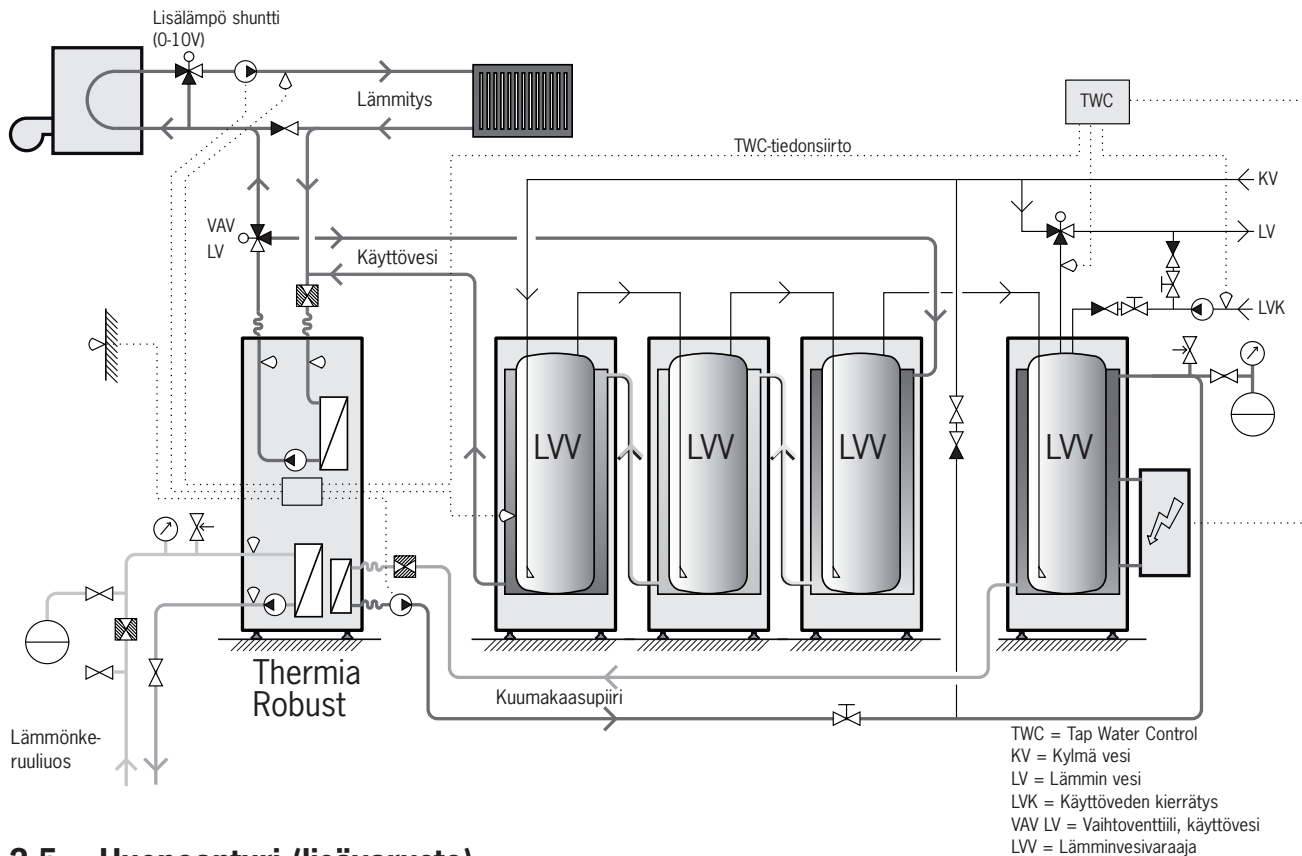 Lisälämpö shuntti
(0-10V)
Lämmitys
TWC
TWC-tiedonsiirto
KV
VAV
LV
LV
Käyttövesi
LVK
LVV
LVV
LVV
LVV
Thermia
Robust
Kuumakaasupiiri
Lämmönke-
ruuliuos
TWC = Tap Water Control
KV = Kylmä vesi
LV = Lämmin vesi
LVK = Käyttöveden kierrätys
VAV LV = Vaihtoventtiili, käyttövesi
LVV = Lämminvesivaraaja